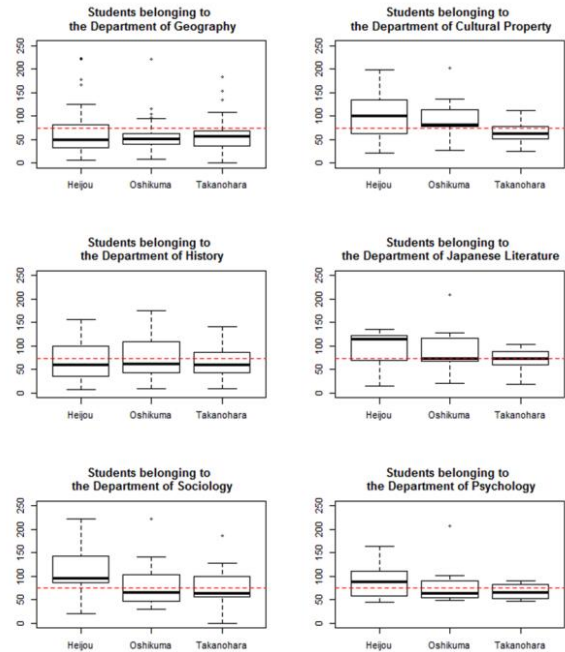 Students belonging to
the Department of Geography
250
200
150
100
50
0
Heijou Oshikuma Takanohara
Students belonging to
the Department of Cultural Property
250
200
150
100
50
0
Heijou Oshikuma Takanohara
Students belonging to
the Department of History
250
200
150
100
50
0
Heijou Oshikuma Takanohara
Students belonging to
the Department of Japanese Literature
250
200
150
100
50
0
Heijou Oshikuma Takanohara
Students belonging to
the Department of Sociology
250
200
150
100
50
0
Heijou Oshikuma Takanohara
Students belonging to
the Department of Psychology
250
200
150
100
50
0
Heijou Oshikuma Takanohara